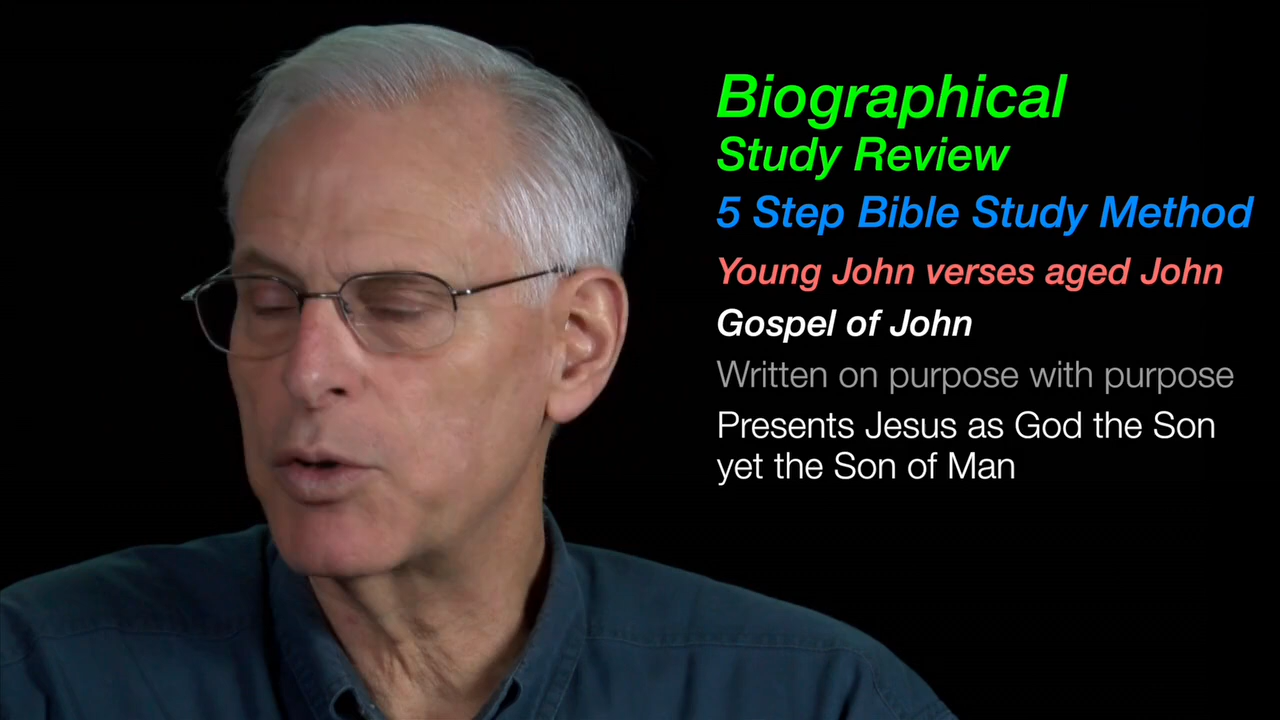 Biographical
Study Review
5 Step Bible Study Method
Young John verses aged John
Gospel of John
Written on purpose with purpose
Presents Jesus as God the Son
yet the Son of Man